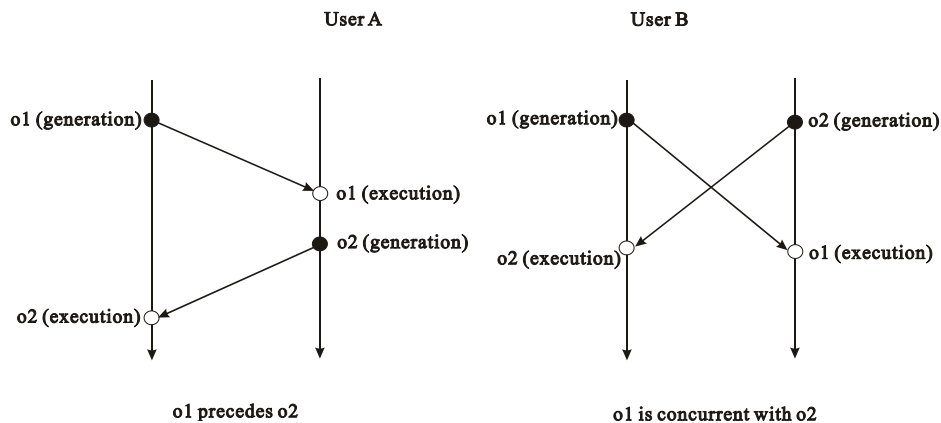 User A
User B
o1 (generation)
o1 (execution)
o2 (generation)
o2 (execution)
o1 precedes o2
o1 (generation)
o2 (generation)
o2 (execution)
o1 (execution)
o1 is concurrent with o2